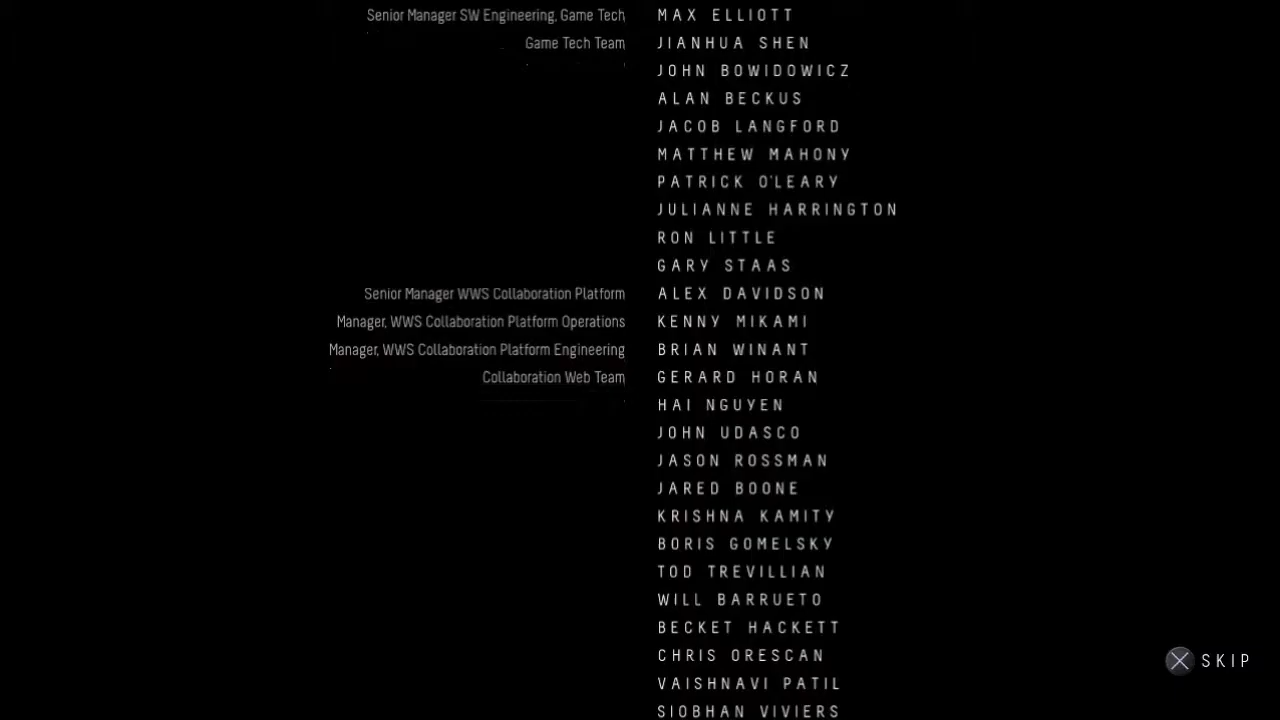 Senior Manager SW Engineering, Game Tech MAX ELLIOTT
Game Tech Team JIANHUA SHEN
JOHN BOWIDOWICZ
ALAN BECKUS
JACOB LANGFORD
MATTHEW MAHONY
PATRICK O'LEARY
JULIANNE HARRINGTON
RON LITTLE
GARY STAAS
Senior Manager WWS Collaboration Platform ALEX DAVIDSON
Manager, WWS Collaboration Platform Operations KENNY MIKAMI
Manager, WWS Collaboration Platform Engineering BRIAN WINANT
Collaboration Web Team GERARD HORAN
HAI NGUYEN
JOHN UDASCO
JASON ROSSMAN
JARED BOONE
KRISHNA KAMITY
BORIS GOMELSKY
TOD TREVILLIAN
WILL BARRUETO
BECKET HACKETT
CHRIS ORESCAN
SKIP
VAISHNAVI PATIL
SIOBHAN VIVIERS